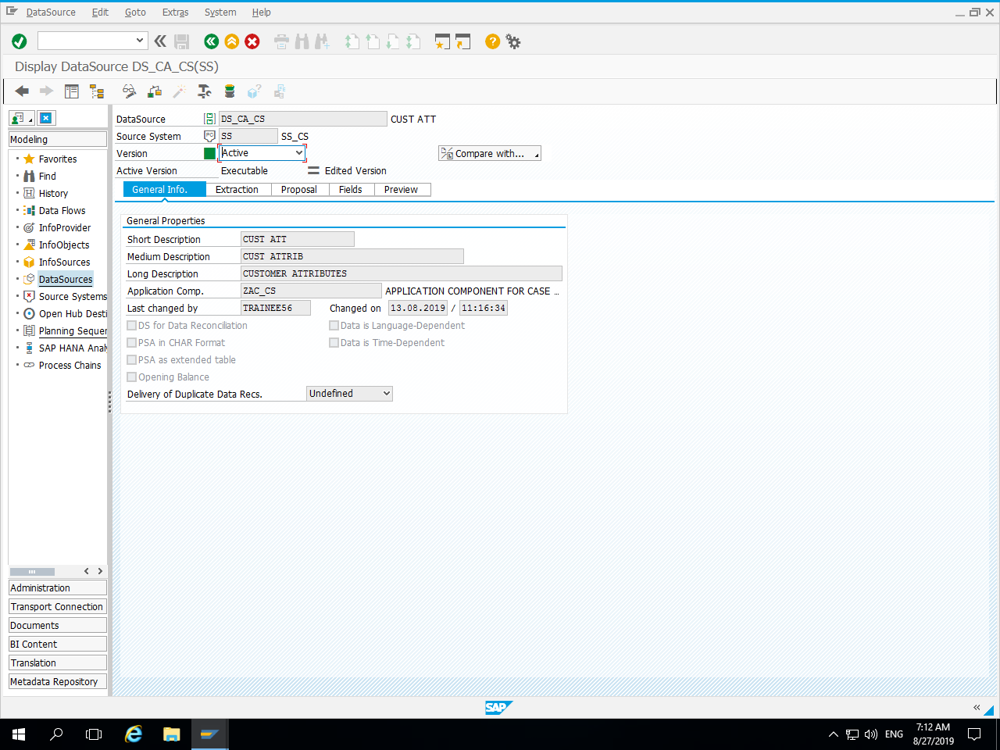 DataSource Edit Goto Extras System Help
Display DataSource DS_CA_CS(SS)
DataSource DS_CA_CS CUST ATT
Source System PC SS SS_CS
Version Active Compare with...
Active Version Executable Edited Version
General Info. Extraction Proposal Fields Preview
General Properties
Short Description CUST ATT
Medium Description CUST ATTRIB
Long Description CUSTOMER ATTRIBUTES
Application Comp. ZAC_CS APPLICATION COMPONENT FOR CASE ...
Last changed by TRAINEE56 Changed on 13.08.2019 / 11:16:34
DS for Data Reconciliation Data is Language-Dependent
PSA in CHAR Format Data is Time-Dependent
PSA as extended table
Opening Balance
Delivery of Duplicate Data Recs. Undefined
Modeling
Favorites
Find
History
Data Flows
InfoProvider
InfoObjects
InfoSources
DataSources
Source Systems
Open Hub Desti
Planning Sequer
SAP HANA Analy
Process Chains
Administration
Transport Connection
Documents
BI Content
Translation
Metadata Repository
SAP
ENG
7:12 AM
8/27/2019